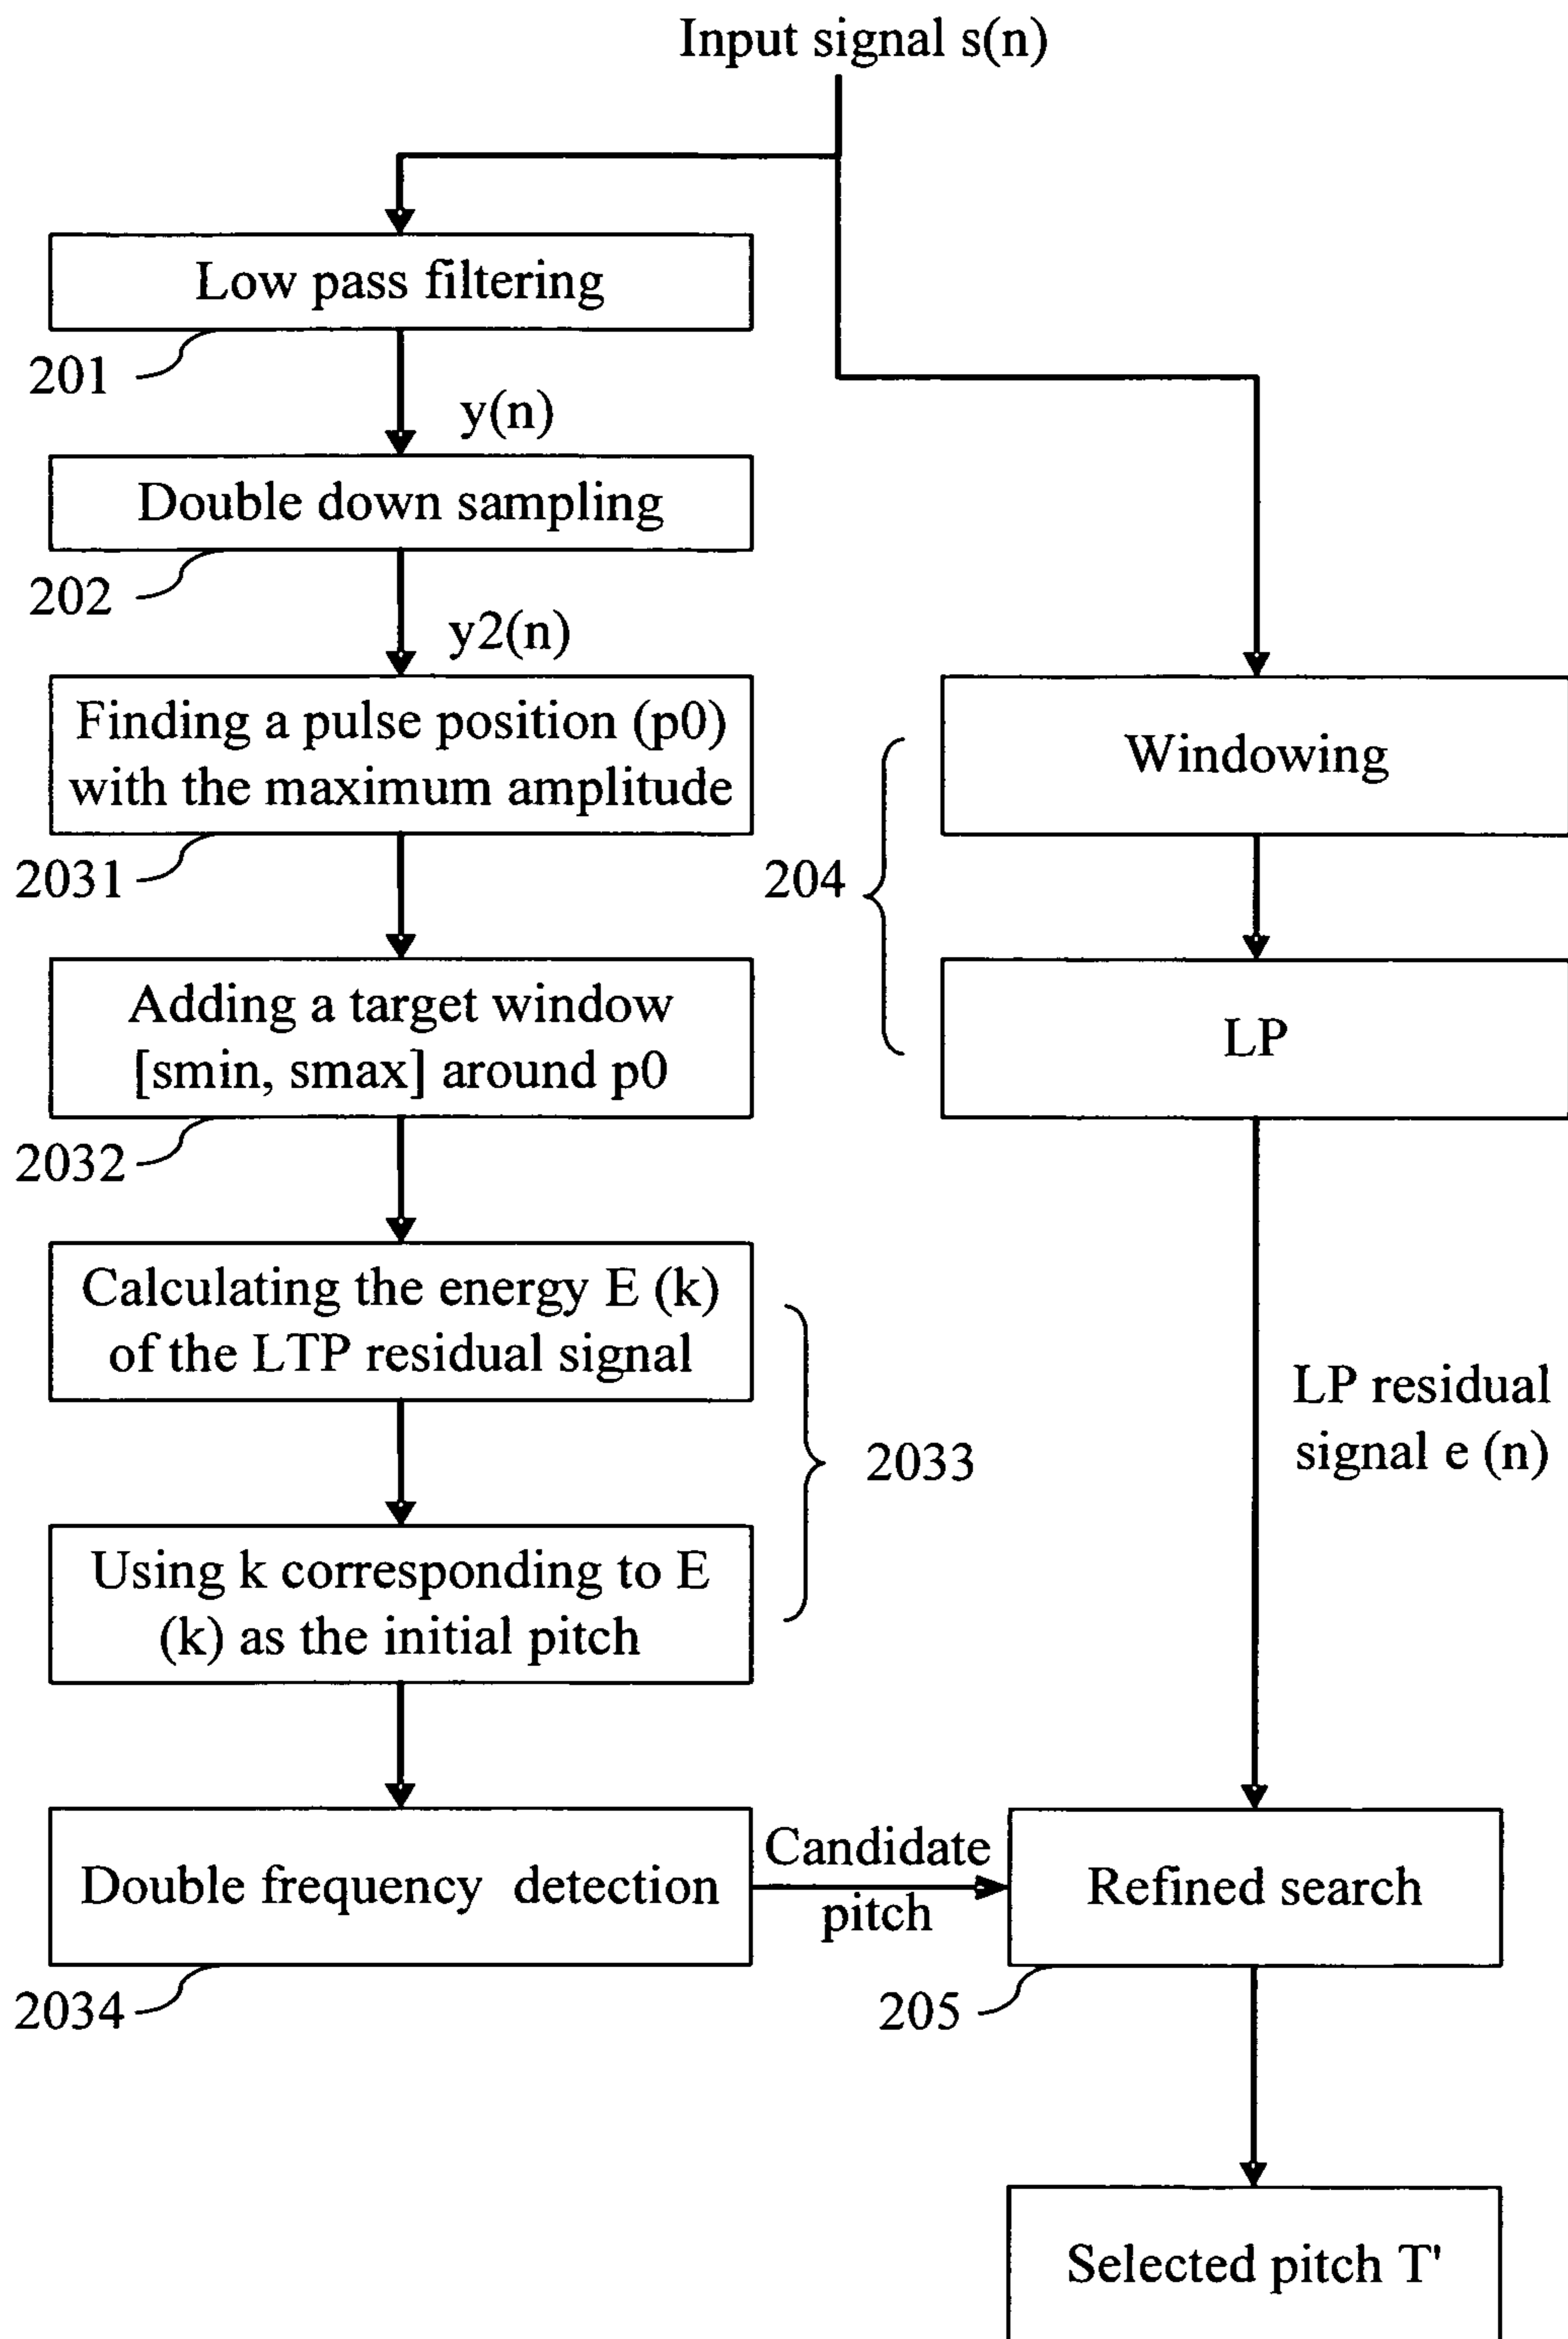 Input signal s(n)
Low pass filtering
201
y(n)
Double down sampling
202
y2(n)
Finding a pulse position (p0)
with the maximum amplitude
2031
Windowing
204
Adding a target window
[smin, smax] around p0
2032
LP
Calculating the energy E (k)
of the LTP residual signal
2033
LP residual
signal e (n)
Using k corresponding to E
(k) as the initial pitch
Double frequency detection
2034
Candidate
pitch
Refined search
205
Selected pitch T'